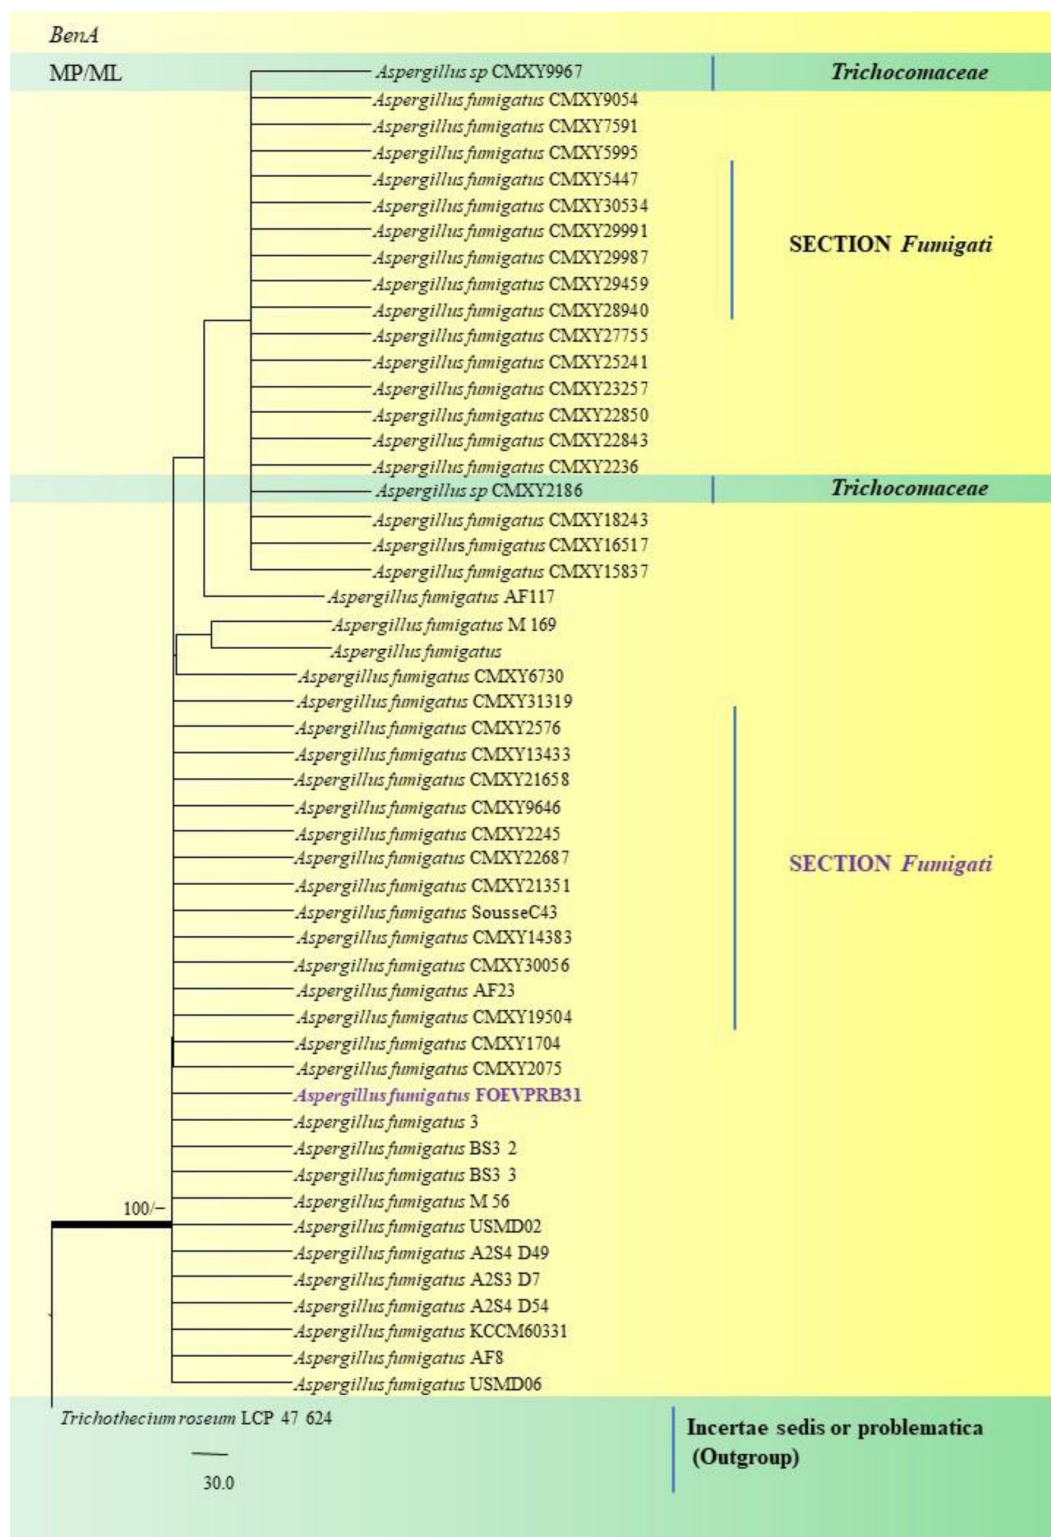 BenA
MP/ML
Aspergillus sp CMXY9967
Trichocomaceae
Aspergillus fumigatus CMXY9054
Aspergillus fumigatus CMXY7591
Aspergillus fumigatus CMXY5995
Aspergillus fumigatus CMXY5447
Aspergillus fumigatus CMXY30534
Aspergillus fumigatus CMXY29991
SECTION Fumigati
Aspergillus fumigatus CMXY29987
Aspergillus fumigatus CMXY29459
Aspergillus fumigatus CMXY28940
Aspergillus fumigatus CMXY27755
Aspergillus fumigatus CMXY25241
Aspergillus fumigatus CMXY23257
Aspergillus fumigatus CMXY22850
Aspergillus fumigatus CMXY22843
Aspergillus fumigatus CMXY2236
Aspergillus sp CMXY2186
Trichocomaceae
Aspergillus fumigatus CMXY18243
Aspergillus fumigatus CMXY16517
Aspergillus fumigatus CMXY15837
Aspergillus fumigatus AF117
Aspergillus fumigatus M 169
Aspergillus fumigatus
Aspergillus fumigatus CMXY6730
Aspergillus fumigatus CMXY31319
Aspergillus fumigatus CMXY2576
Aspergillus fumigatus CMXY13433
Aspergillus fumigatus CMXY21658
Aspergillus fumigatus CMXY9646
Aspergillus fumigatus CMXY2245
Aspergillus fumigatus CMXY22687
SECTION Fumigati
Aspergillus fumigatus CMXY21351
Aspergillus fumigatus SousseC43
Aspergillus fumigatus CMXY14383
Aspergillus fumigatus CMXY30056
Aspergillus fumigatus AF23
Aspergillus fumigatus CMXY19504
Aspergillus fumigatus CMXY1704
Aspergillus fumigatus CMXY2075
Aspergillus fumigatus FOEVPRB31
Aspergillus fumigatus 3
Aspergillus fumigatus BS3 2
Aspergillus fumigatus BS3 3
Aspergillus fumigatus M 56
100/–
Aspergillus fumigatus USMD02
Aspergillus fumigatus A2S4 D49
Aspergillus fumigatus A2S3 D7
Aspergillus fumigatus A2S4 D54
Aspergillus fumigatus KCCM60331
Aspergillus fumigatus AF8
Aspergillus fumigatus USMD06
Trichothecium roseum LCP 47 624
Incertae sedis or problematica
(Outgroup)
30.0